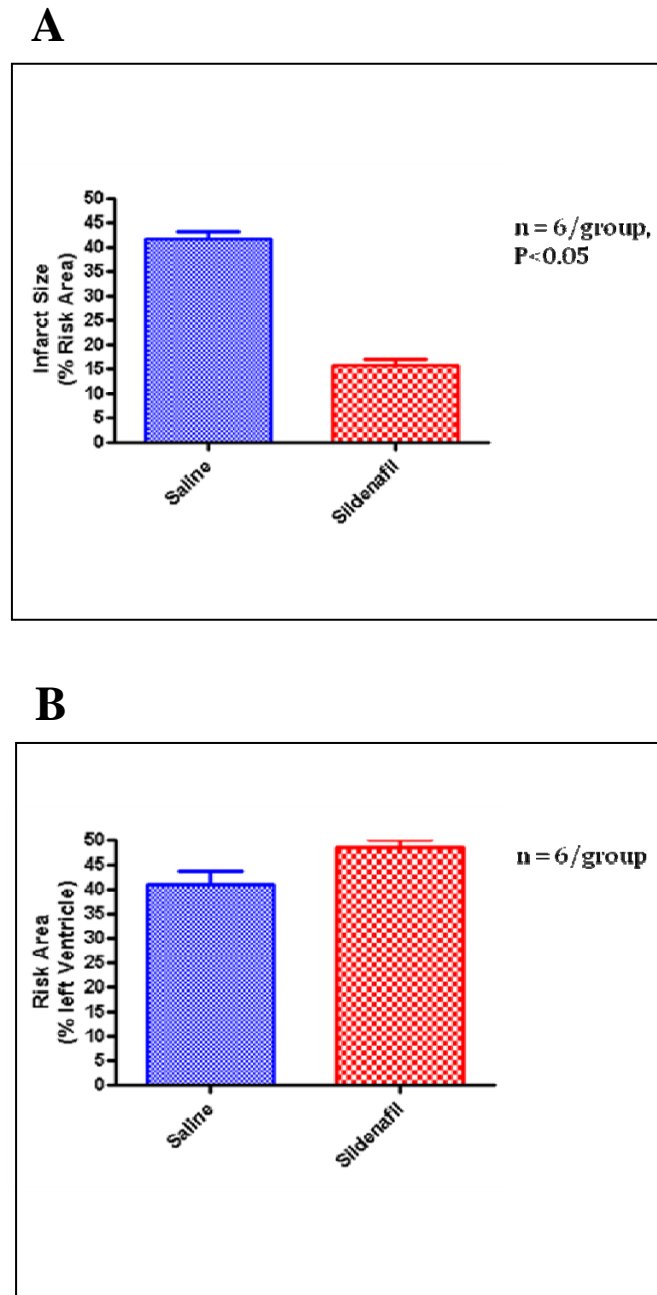 A
Infarct Size
(% Risk Area)
50
45
40
35
30
25
20
15
10
5
0
Saline
Sildenafil
n = 6/group,
P<0.05
B
Risk Area
(% left Ventricle)
50
45
40
35
30
25
20
15
10
5
0
Saline
Sildenafil
n = 6/group